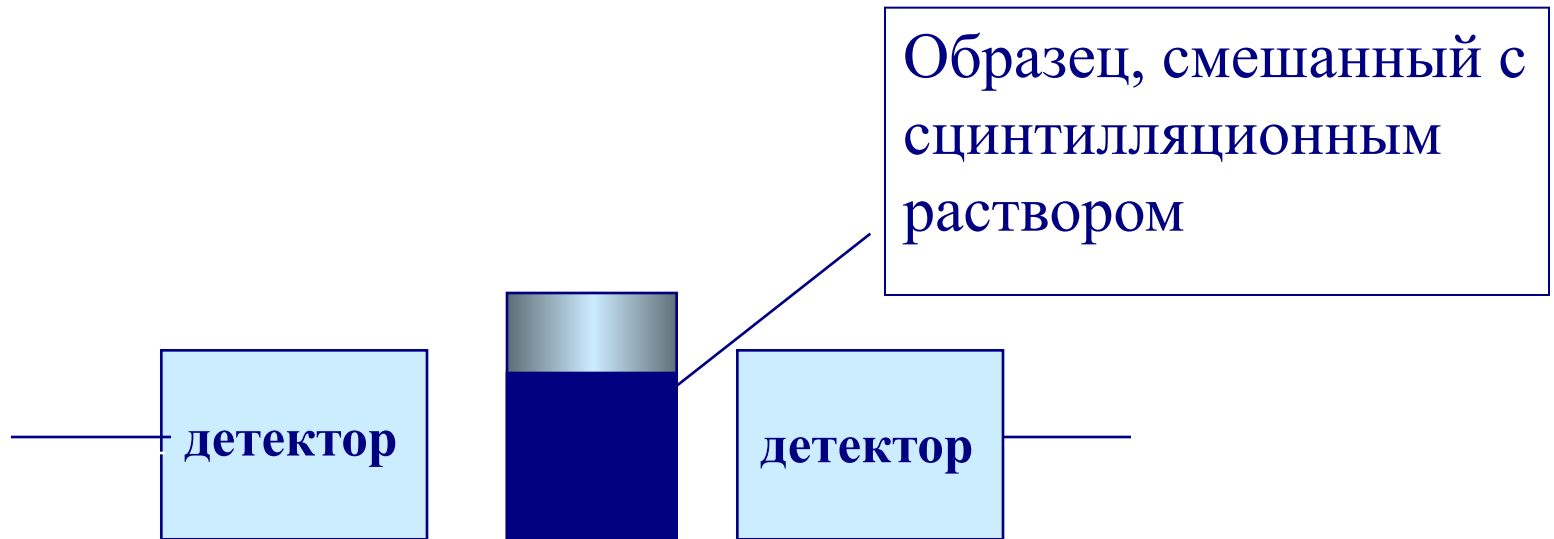 Образец, смешанный с
сцинтилляционным
раствором
детектор
детектор